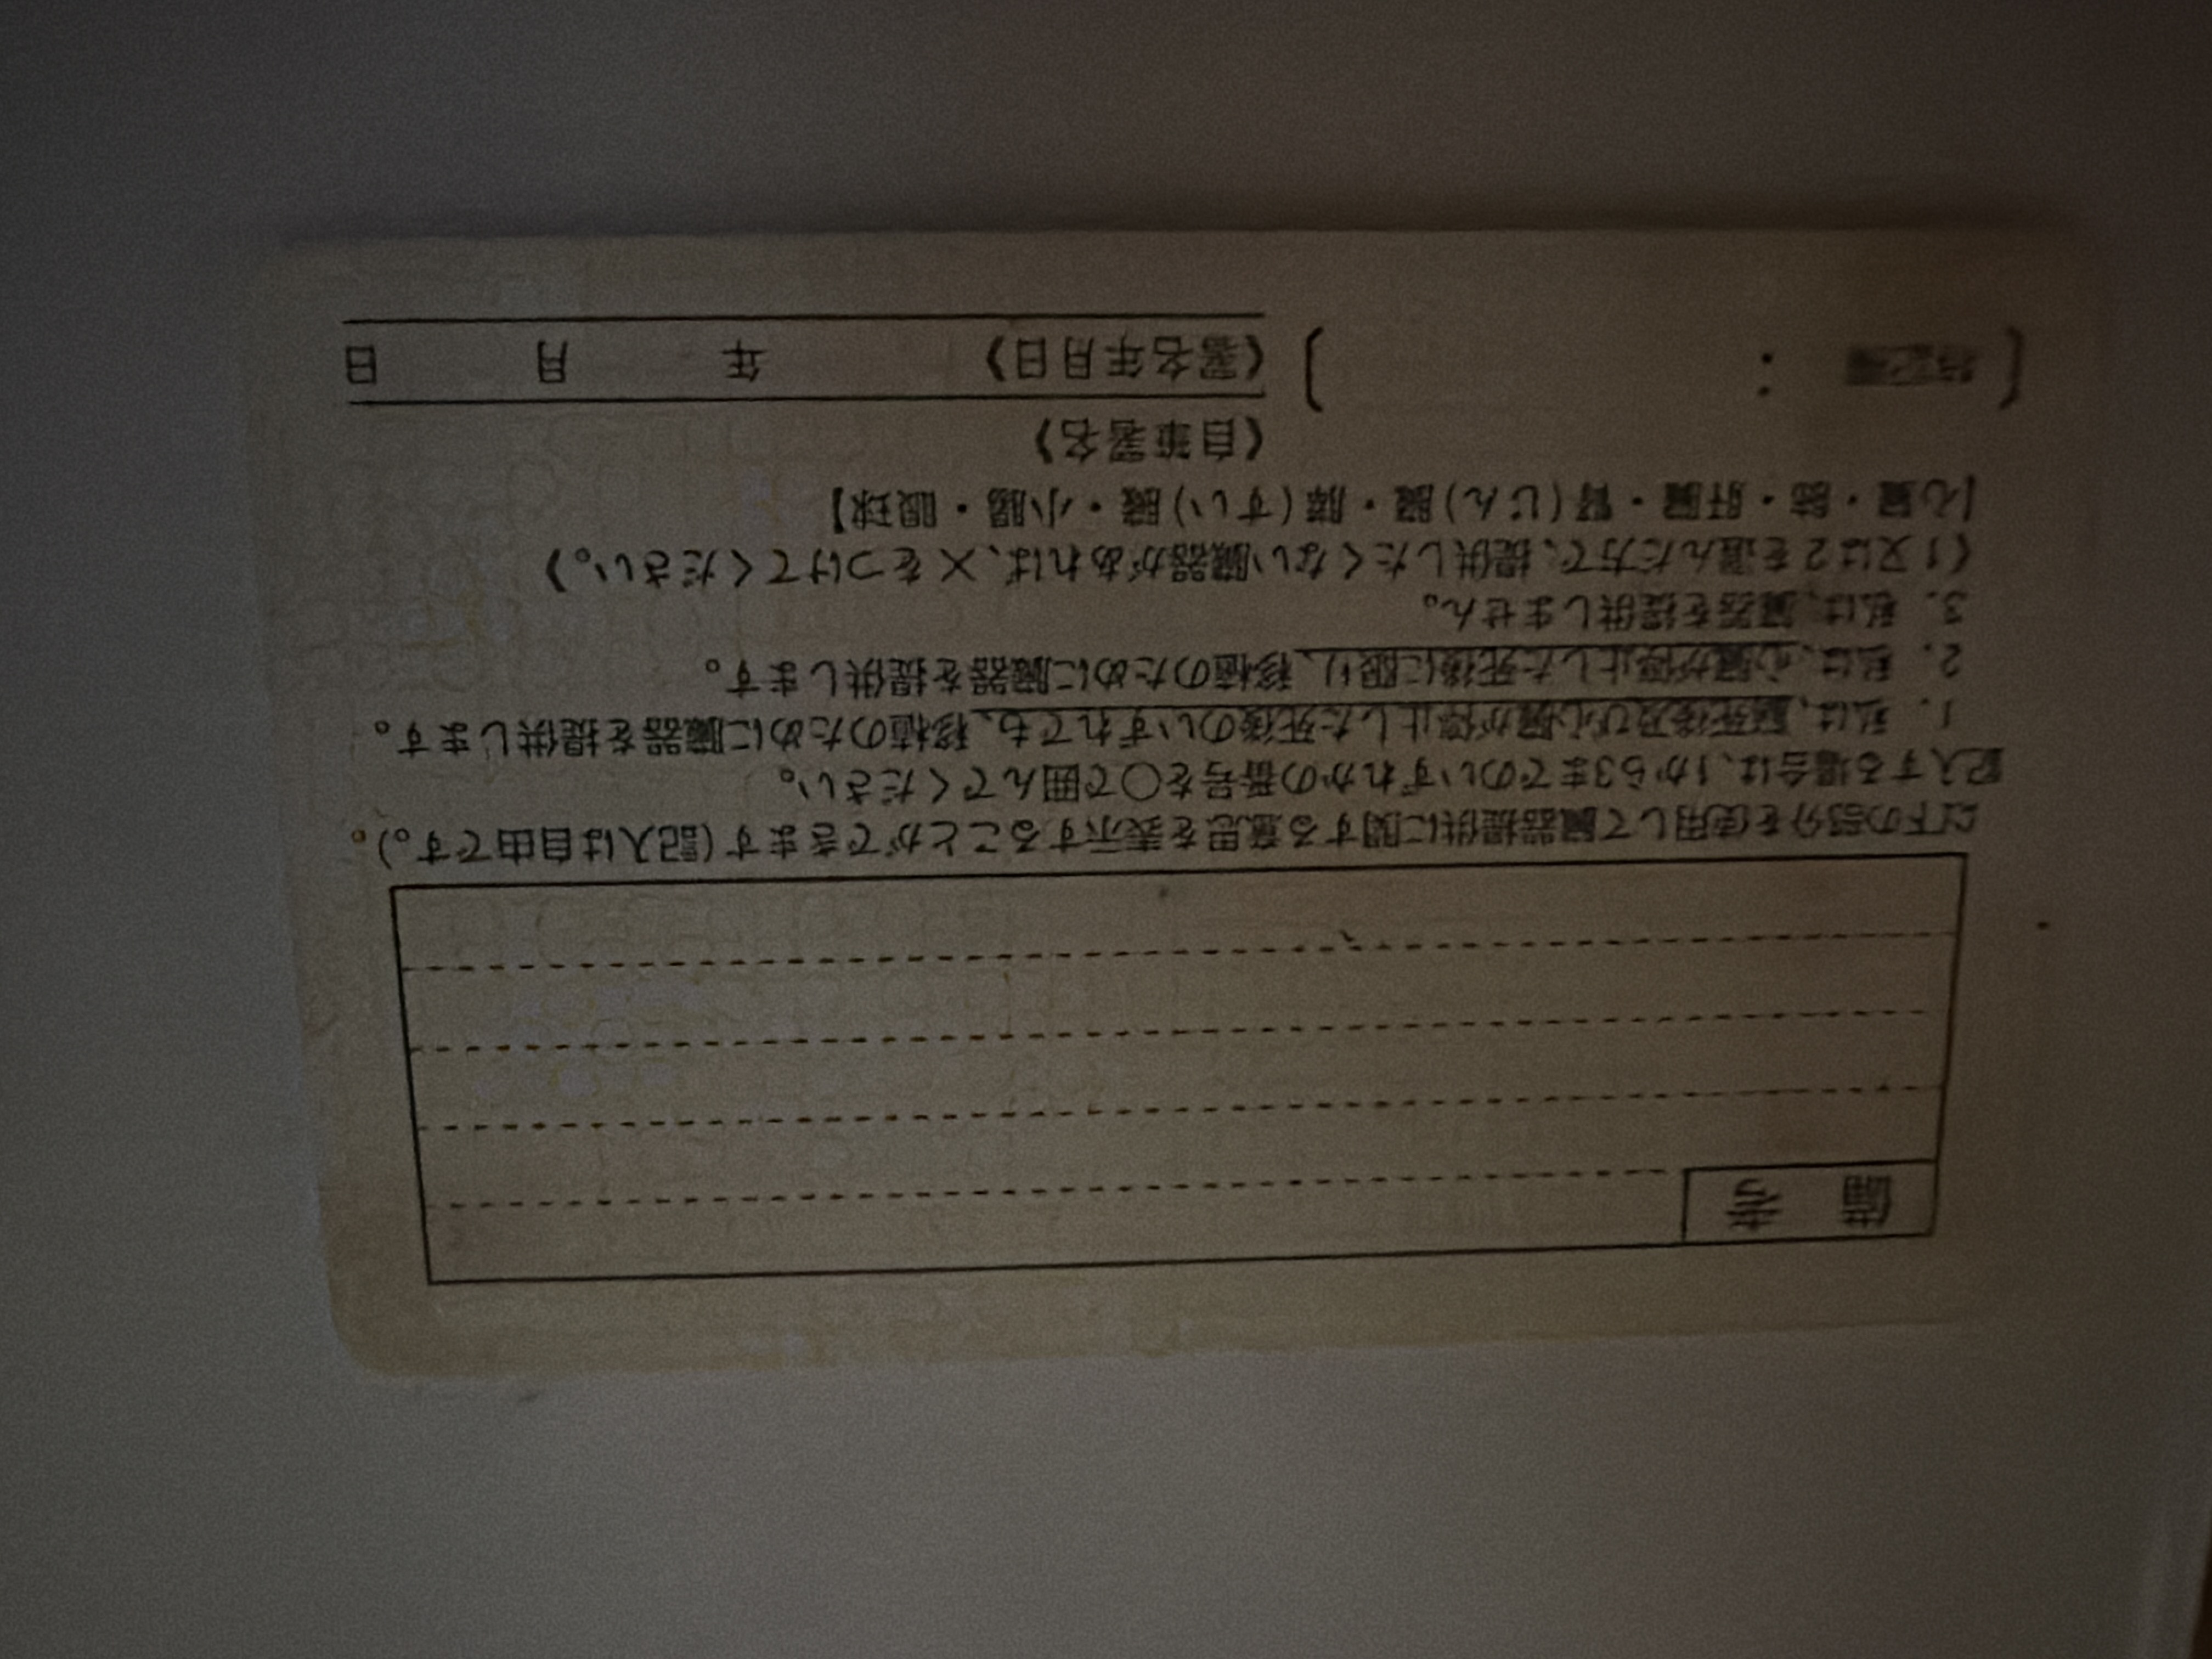 備考
以下の部分を使用して臓器提供に関する意思を表示することができます(記入は自由です。)。
記入する場合は、1から3までのいずれかの番号を〇で囲んでください。
1. 私は、脳死後及び心臓が停止した死後のいずれでも、移植のために臓器を提供します。
2. 私は、心臓が停止した死後に限り、移植のために臓器を提供します。
3. 私は、臓器を提供しません。
《1又は2を選んだ方で、提供したくない臓器があれば、×をつけてください。》
【心臓・肺・肝臓・腎(じん)臓・膵(すい)臓・小腸・眼球】
〔特記欄: 〕
《自筆署名》
《署名年月日》 年 月 日